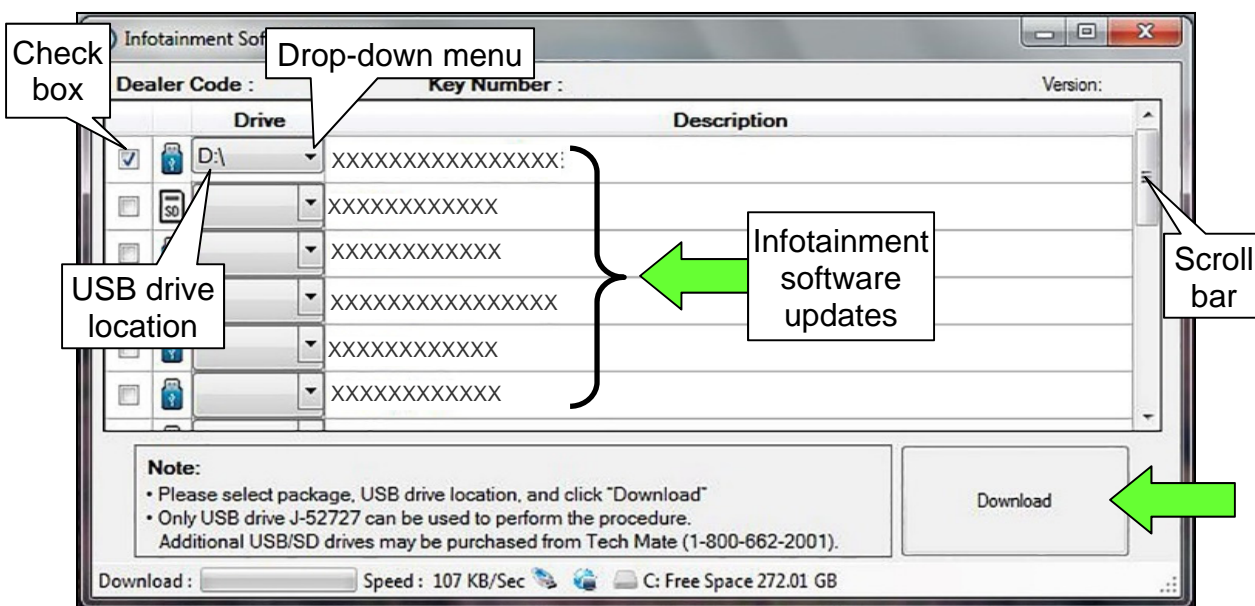 Infotainment Sof
Check box
Drop-down menu
Dealer Code :
Key Number :
Version:
Drive
Description
D:\
XXXXXXXXXXXXXXXX:
SD
XXXXXXXXXXXX
XXXXXXXXXXXX
Infotainment
software
updates
Scroll
bar
USB drive
location
XXXXXXXXXXXXXXXX
XXXXXXXXXXXX
XXXXXXXXXXXX
Note:
• Please select package, USB drive location, and click "Download"
• Only USB drive J-52727 can be used to perform the procedure.
Additional USB/SD drives may be purchased from Tech Mate (1-800-662-2001).
Download
Download :
Speed : 107 KB/Sec
C: Free Space 272.01 GB